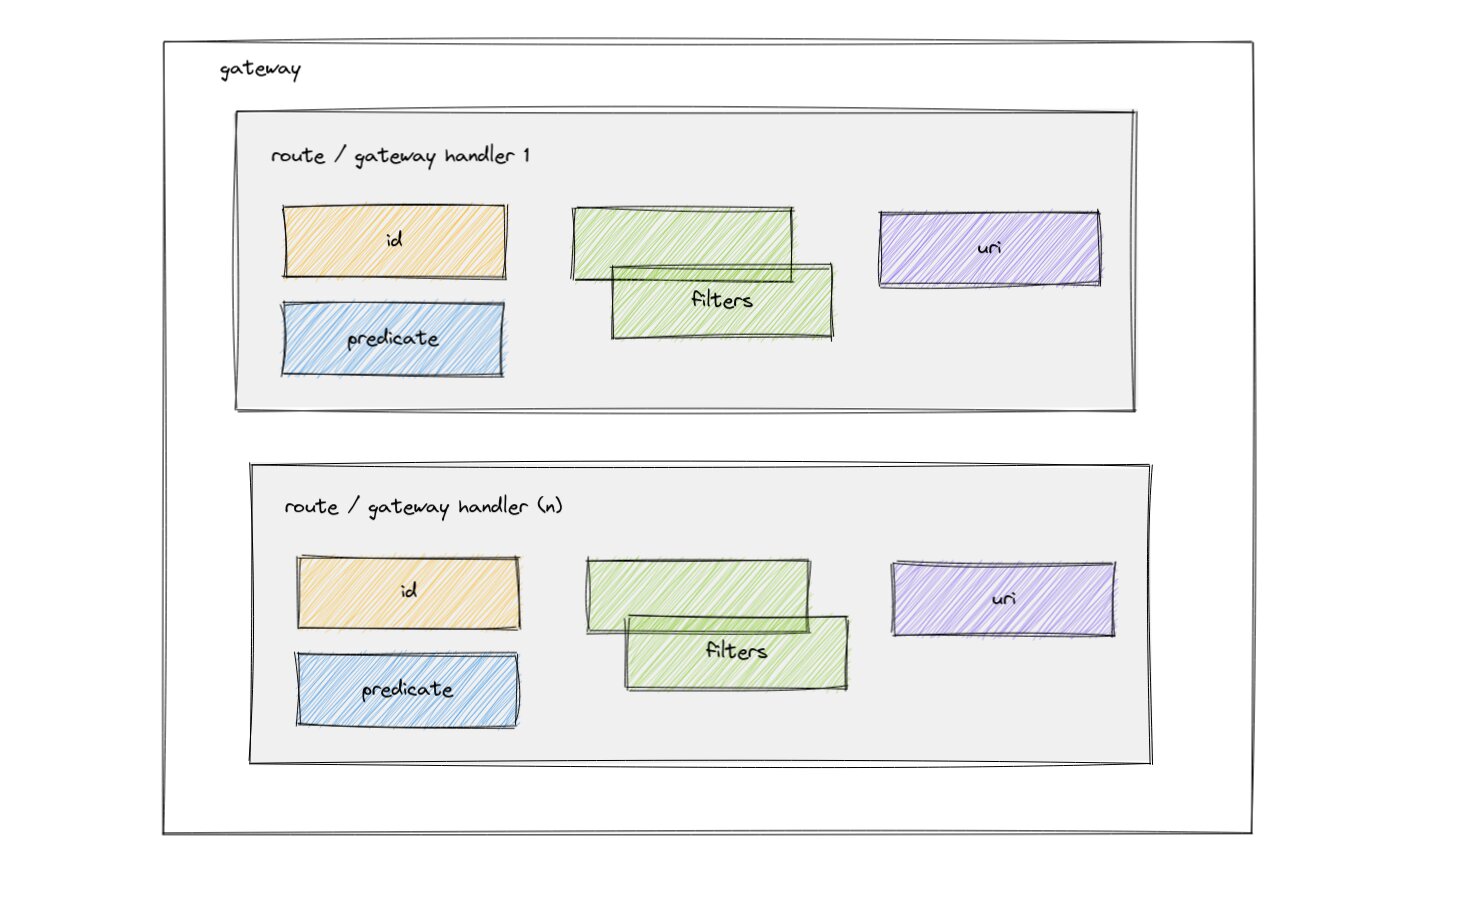 gateway
route / gateway handler 1
id
filters
uri
predicate
route / gateway handler (n)
id
filters
uri
predicate